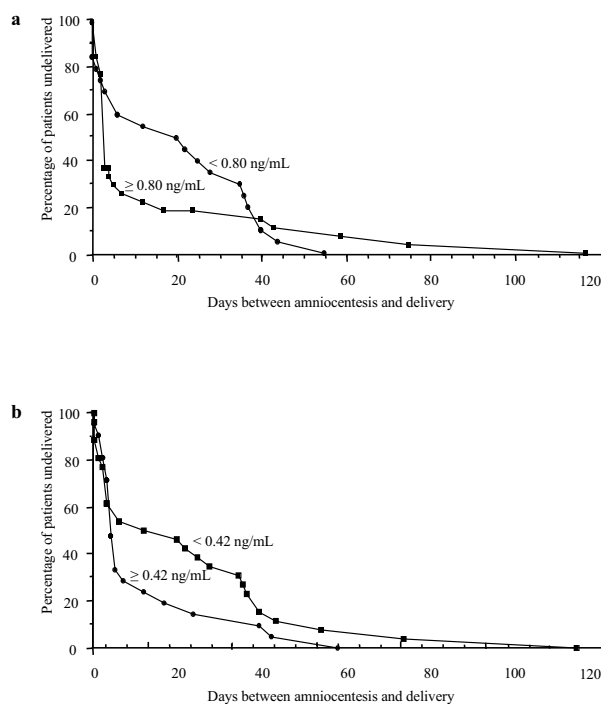 a
Percentage of patients undelivered
100
80
60
40
20
0
< 0.80 ng/mL
≥ 0.80 ng/mL
0 20 40 60 80 100 120
Days between amniocentesis and delivery
b
Percentage of patients undelivered
100
80
60
40
20
0
< 0.42 ng/mL
≥ 0.42 ng/mL
0 20 40 60 80 100 120
Days between amniocentesis and delivery